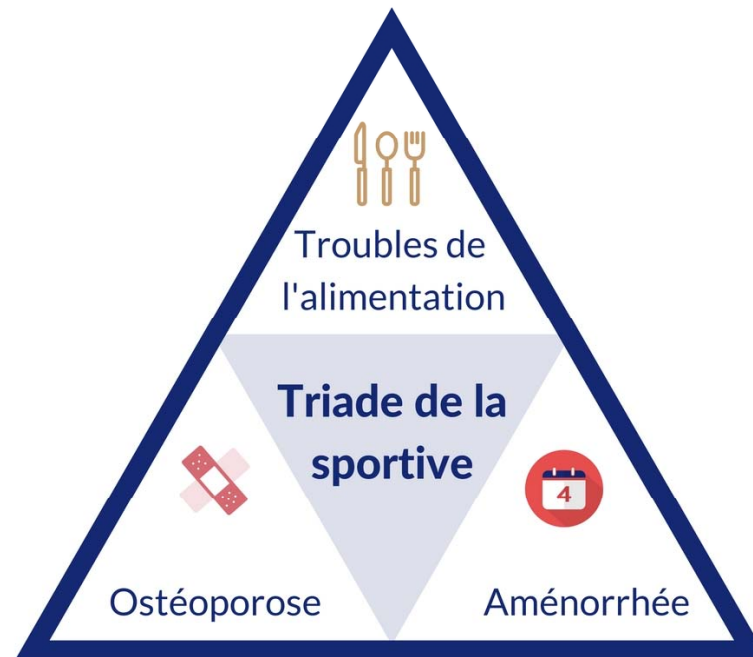 Troubles de
l'alimentation
Triade de la
sportive
4
Ostéoporose
Aménorrhée